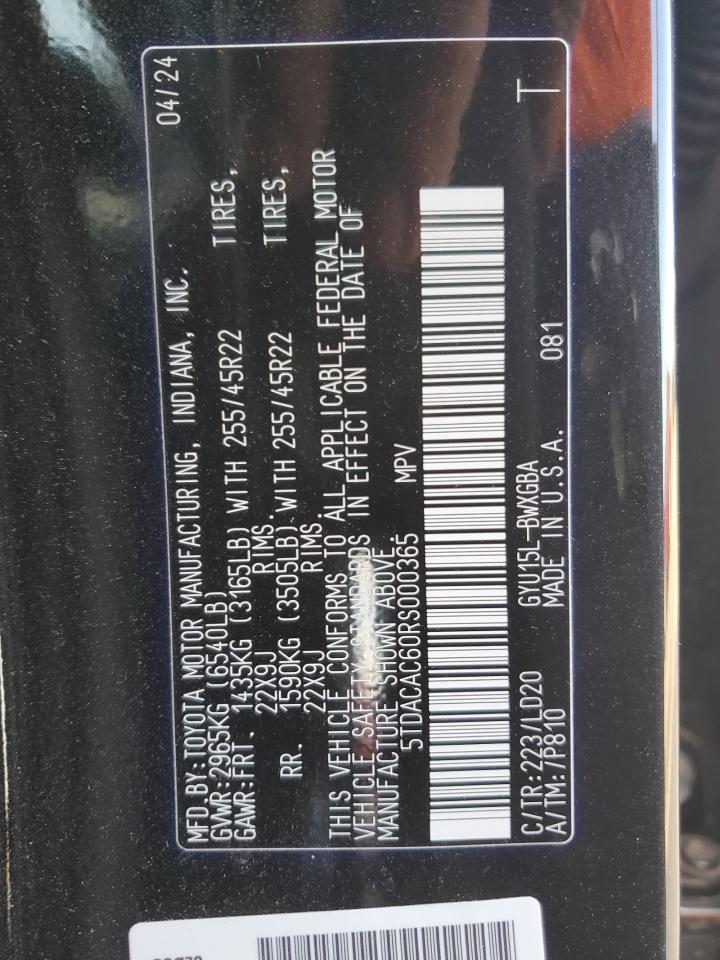 MFD.BY:TOYOTA MOTOR MANUFACTURING, INDIANA, INC. 04/24
GVWR:2965KG (6540LB)
GAWR:FRT. 1435KG (3165LB) WITH 255/45R22 TIRES,
22X9J RIMS.
RR. 1590KG (3505LB) WITH 255/45R22 TIRES,
22X9J RIMS.
THIS VEHICLE CONFORMS TO ALL APPLICABLE FEDERAL MOTOR
VEHICLE SAFETY STANDARDS IN EFFECT ON THE DATE OF
MANUFACTURE SHOWN ABOVE.
5TDACAC60RS000365 MPV
C/TR:223/LD20 GYU15L-BWXGBA T
A/TM:/P810 MADE IN U.S.A. 081